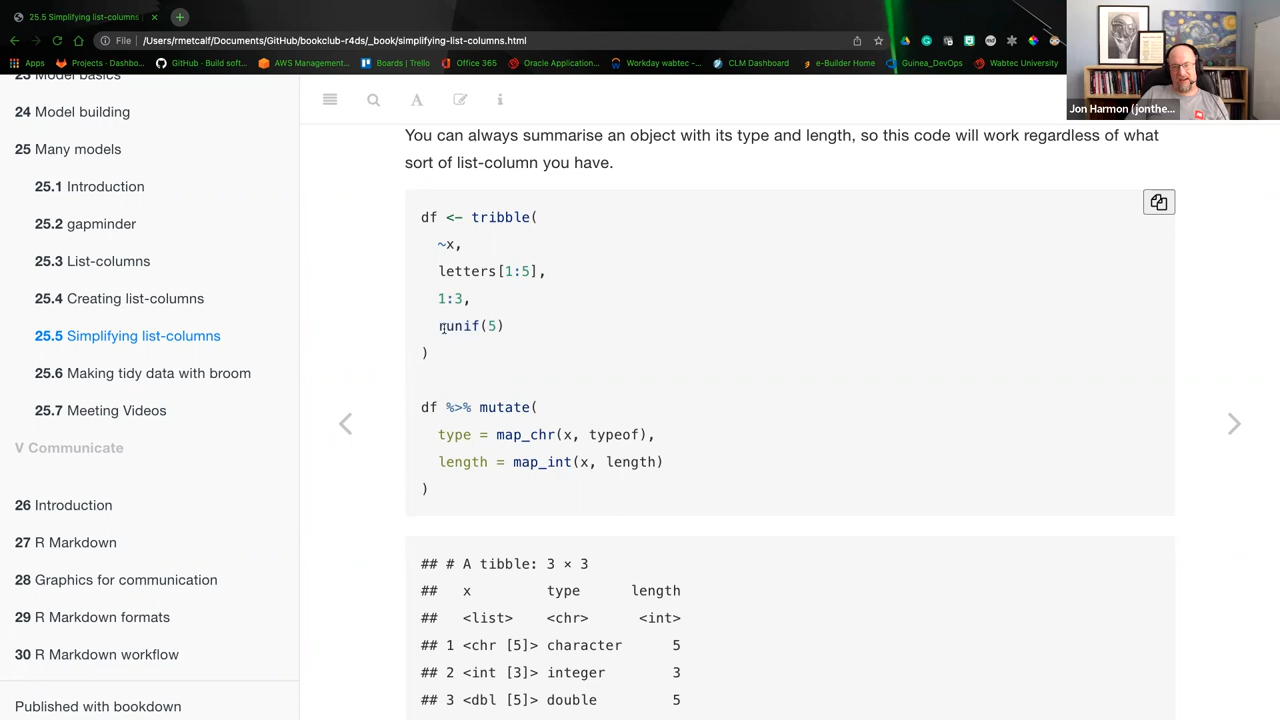 25.5 Simplifying list-columns
File
/Users/rmetcalf/Documents/GitHub/bookclub-r4ds/_book/simplifying-list-columns.html
Apps
Projects - Dashbo...
GitHub · Build soft...
AWS Management...
Boards | Trello
Office 365
Oracle Application...
Workday wabtec -...
CLM Dashboard
e-Builder Home
Guinea_DevOps
Wabtec University
Jon Harmon (jonthe...
23 Model basics
24 Model building
25 Many models
25.1 Introduction
25.2 gapminder
25.3 List-columns
25.4 Creating list-columns
25.5 Simplifying list-columns
25.6 Making tidy data with broom
25.7 Meeting Videos
V Communicate
26 Introduction
27 R Markdown
28 Graphics for communication
29 R Markdown formats
30 R Markdown workflow
Published with bookdown
You can always summarise an object with its type and length, so this code will work regardless of what
sort of list-column you have.
df <- tribble(
~x,
letters[1:5],
1:3,
runif(5)
)
df %>% mutate(
type = map_chr(x, typeof),
length = map_int(x, length)
)
## # A tibble: 3 × 3
##   x         type      length
##   <list>    <chr>      <int>
## 1 <chr [5]> character      5
## 2 <int [3]> integer        3
## 3 <dbl [5]> double         5